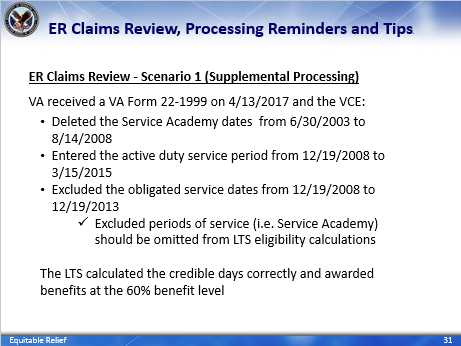 ER Claims Review, Processing Reminders and Tips
ER Claims Review - Scenario 1 (Supplemental Processing)
VA received a VA Form 22-1999 on 4/13/2017 and the VCE:
• Deleted the Service Academy dates from 6/30/2003 to
8/14/2008
• Entered the active duty service period from 12/19/2008 to
3/15/2015
• Excluded the obligated service dates from 12/19/2008 to
12/19/2013
✓ Excluded periods of service (i.e. Service Academy)
should be omitted from LTS eligibility calculations
The LTS calculated the credible days correctly and awarded
benefits at the 60% benefit level
Equitable Relief 31